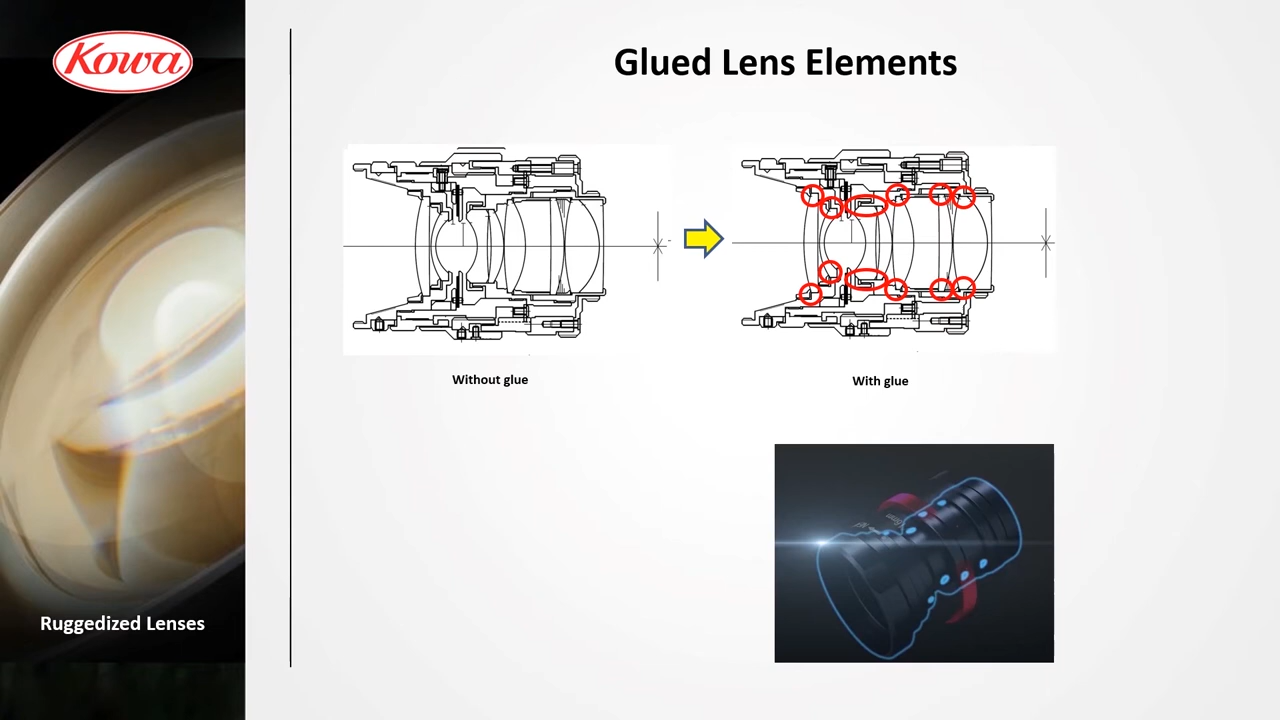 Kowa
Glued Lens Elements
Without glue
With glue
Ruggedized Lenses